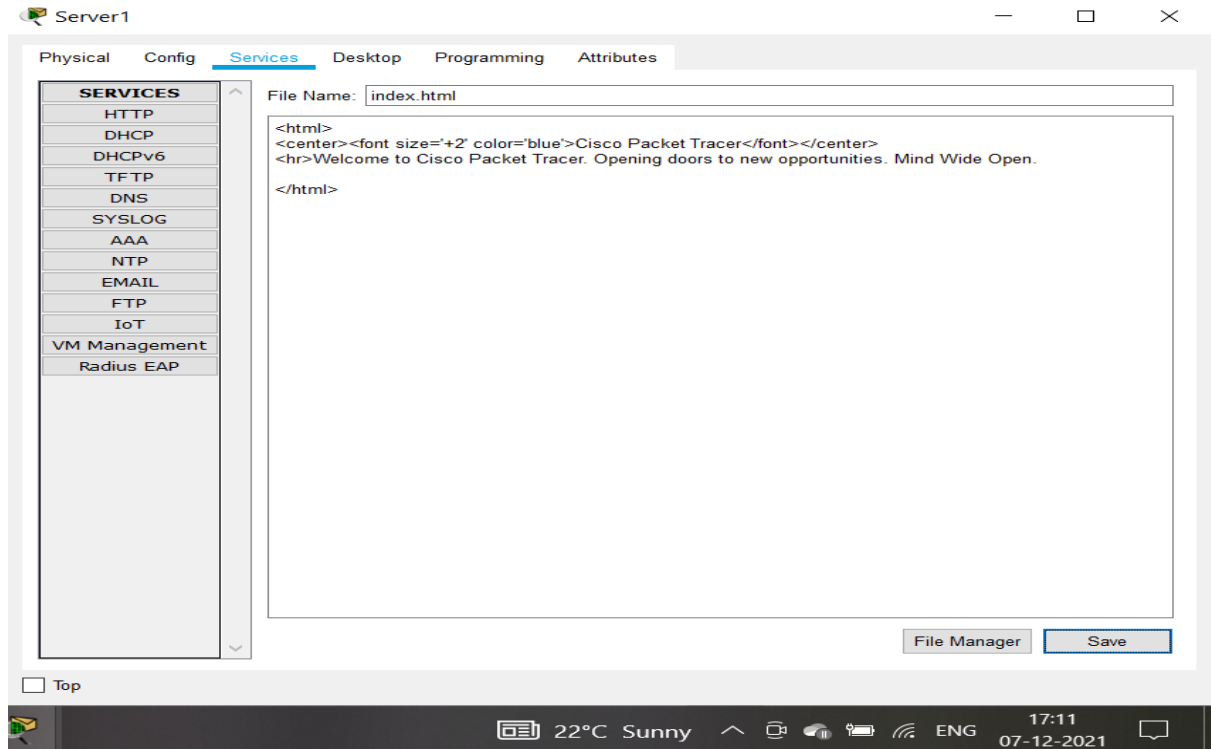 Server1
Physical Config Services Desktop Programming Attributes
SERVICES
HTTP
DHCP
DHCPv6
TFTP
DNS
SYSLOG
AAA
NTP
EMAIL
FTP
IoT
VM Management
Radius EAP
File Name: index.html
<html>
<center><font size='+2' color='blue'>Cisco Packet Tracer</font></center>
<hr>Welcome to Cisco Packet Tracer. Opening doors to new opportunities. Mind Wide Open.
</html>
File Manager Save
Top
22°C Sunny ENG 17:11
07-12-2021